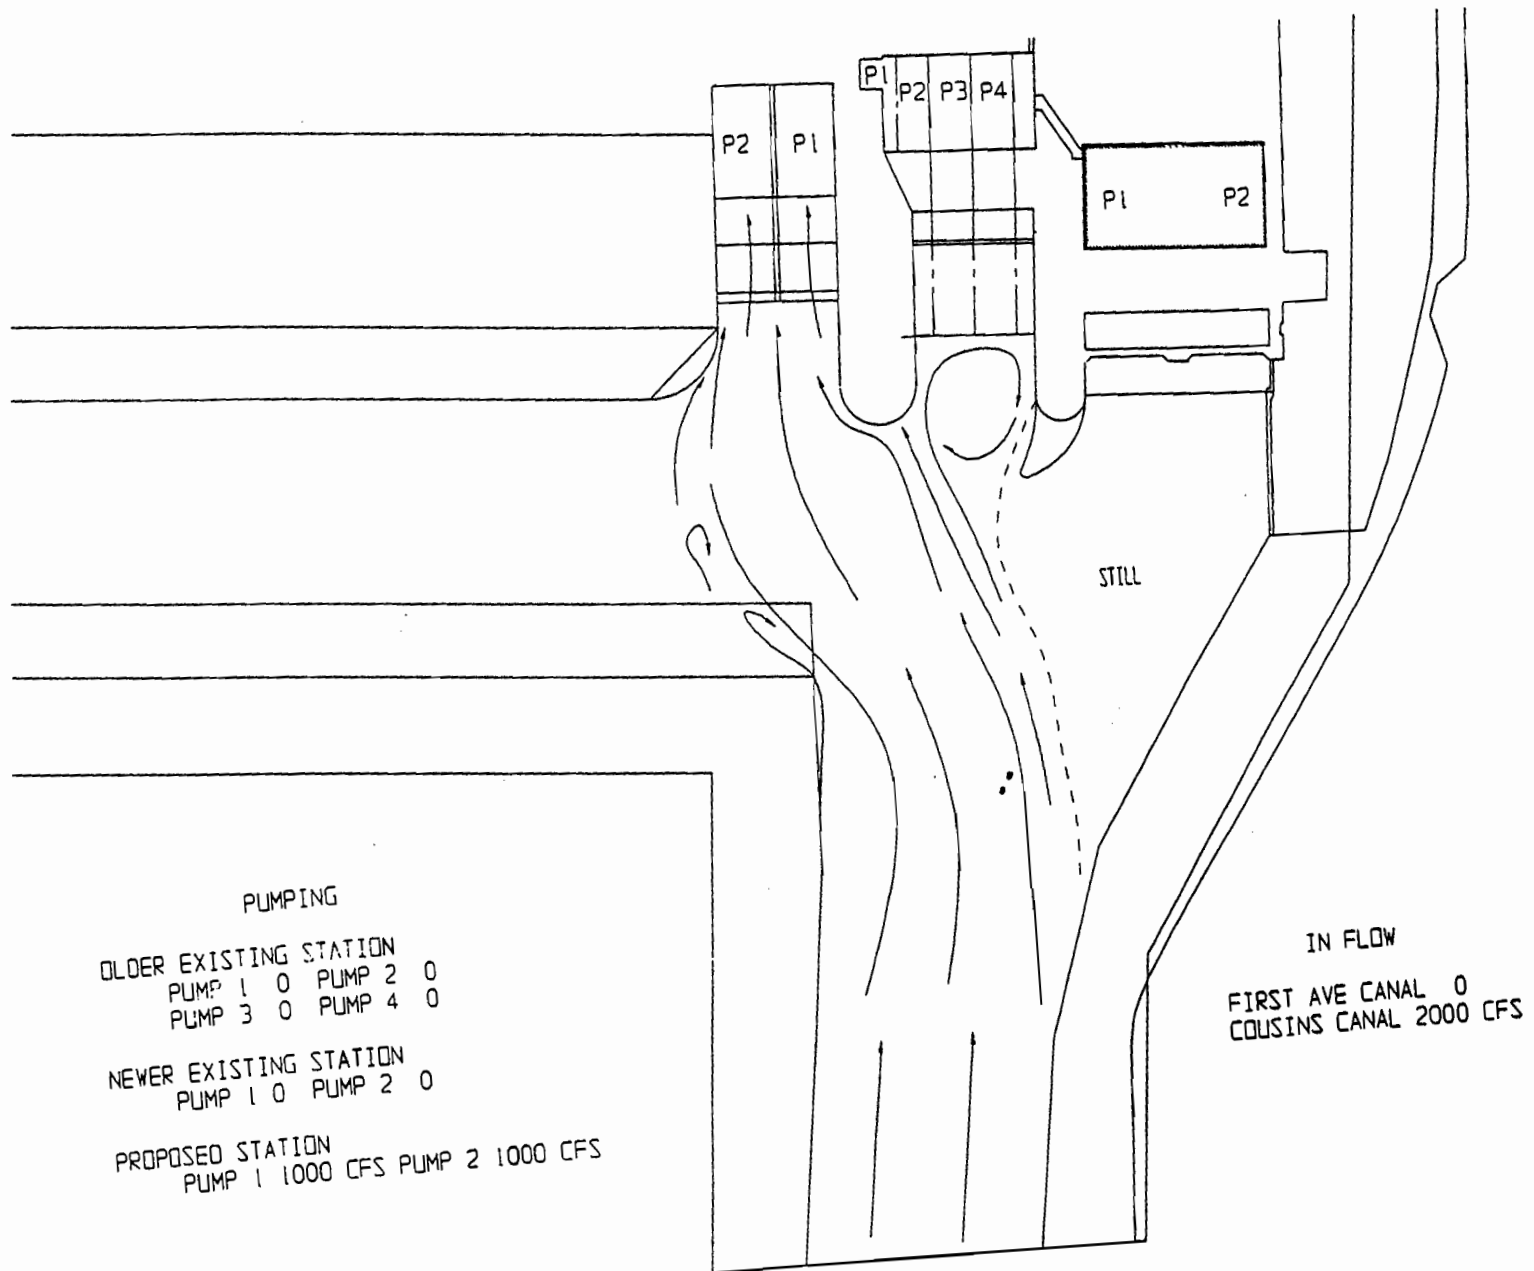 P1
P2 P3 P4
P2 P1
P1 P2
STILL
PUMPING
OLDER EXISTING STATION
PUMP 1 0 PUMP 2 0
PUMP 3 0 PUMP 4 0
NEWER EXISTING STATION
PUMP 1 0 PUMP 2 0
PROPOSED STATION
PUMP 1 1000 CFS PUMP 2 1000 CFS
IN FLOW
FIRST AVE CANAL 0
COUSINS CANAL 2000 CFS